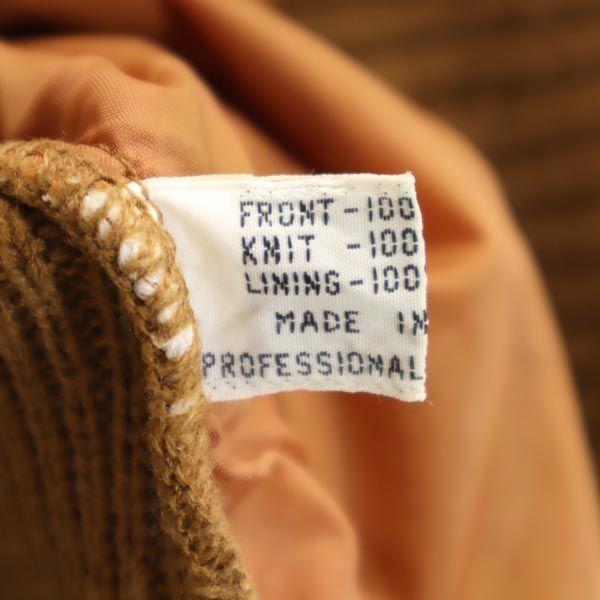 FRONT -100
KNIT -100
LINING -100
MADE IN
PROFESSIONAL